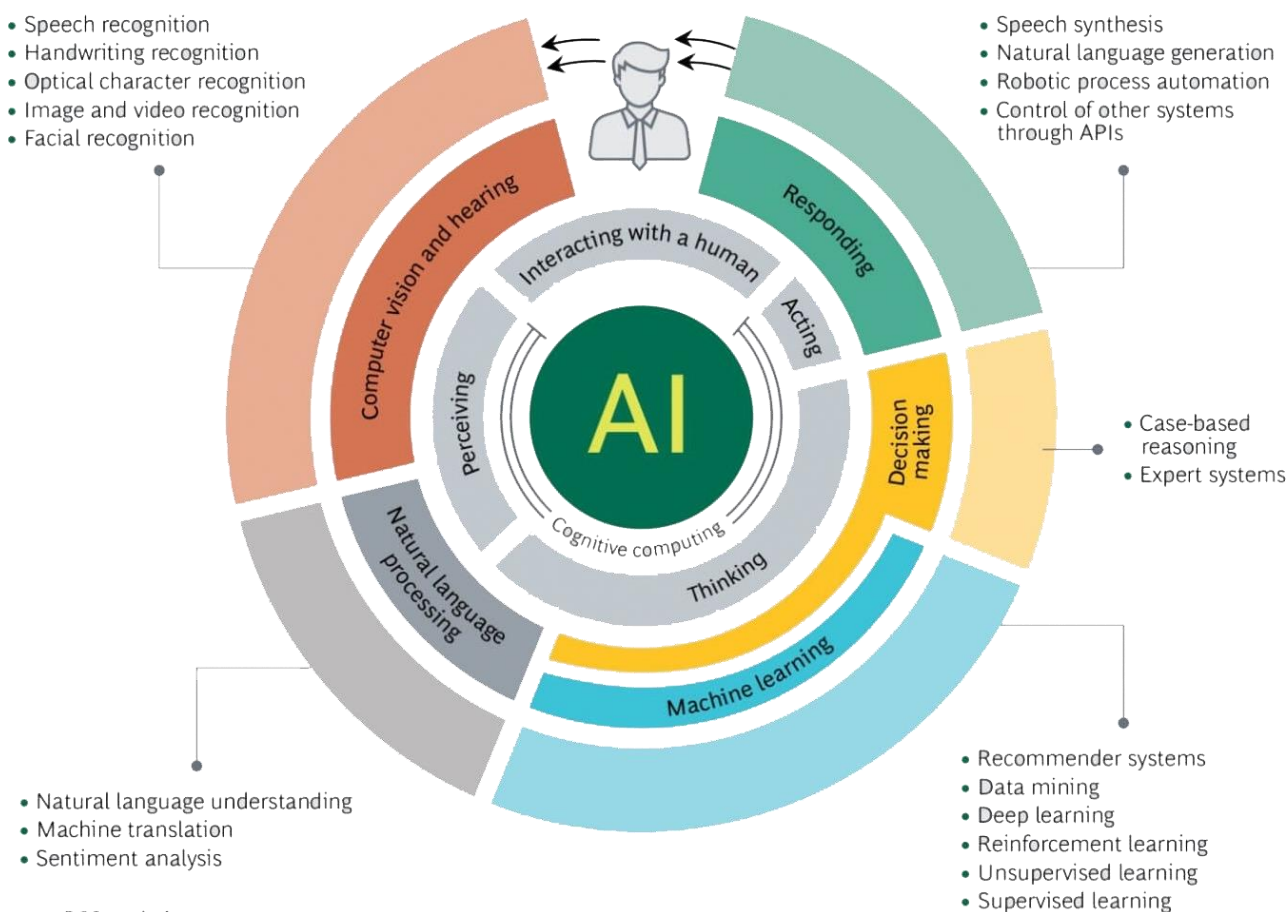 • Speech recognition
• Handwriting recognition
• Optical character recognition
• Image and video recognition
• Facial recognition
• Speech synthesis
• Natural language generation
• Robotic process automation
• Control of other systems
through APIs
Computer vision and hearing
Responding
Interacting with a human
Acting
Perceiving
AI
Decision
making
• Case-based
reasoning
• Expert systems
Cognitive computing
Thinking
Natural language
processing
Machine learning
• Natural language understanding
• Machine translation
• Sentiment analysis
• Recommender systems
• Data mining
• Deep learning
• Reinforcement learning
• Unsupervised learning
• Supervised learning